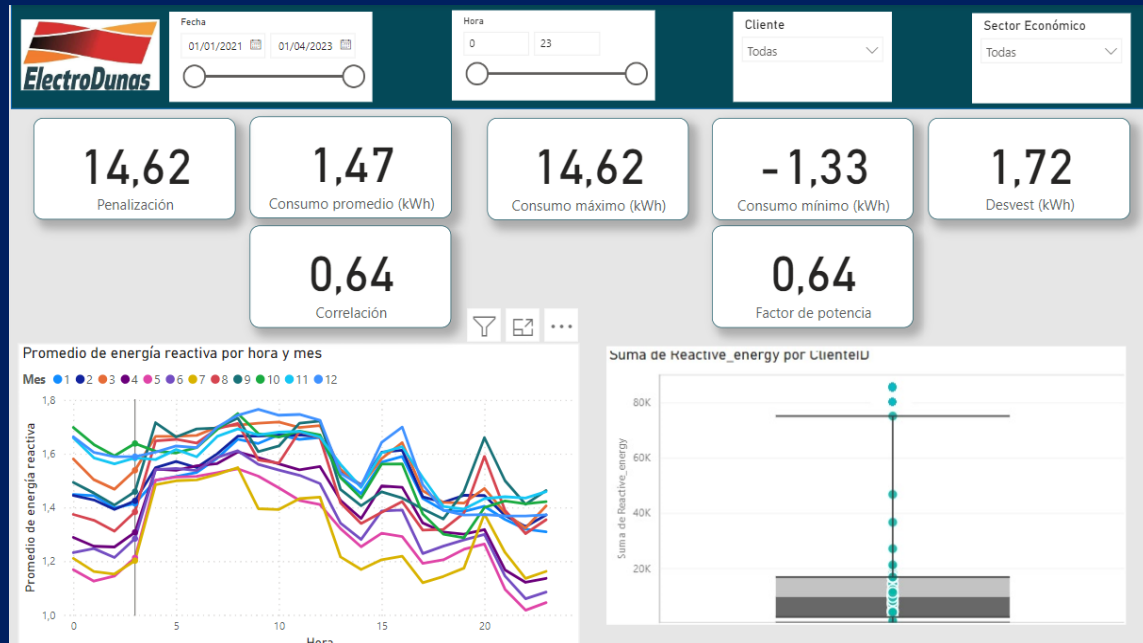 ElectroDunas
Fecha
01/01/2021 01/04/2023
Hora
0 23
Cliente
Todas
Sector Económico
Todas
14,62
Penalización
1,47
Consumo promedio (kWh)
14,62
Consumo máximo (kWh)
-1,33
Consumo mínimo (kWh)
1,72
Desvest (kWh)
0,64
Correlación
0,64
Factor de potencia
Promedio de energía reactiva por hora y mes
Mes 1 2 3 4 5 6 7 8 9 10 11 12
Promedio de energía reactiva
1,8
1,6
1,4
1,2
1,0
0 5 10 15 20
Hora
Suma de Reactive_energy por ClienteID
Suma de Reactive_energy
80K
60K
40K
20K